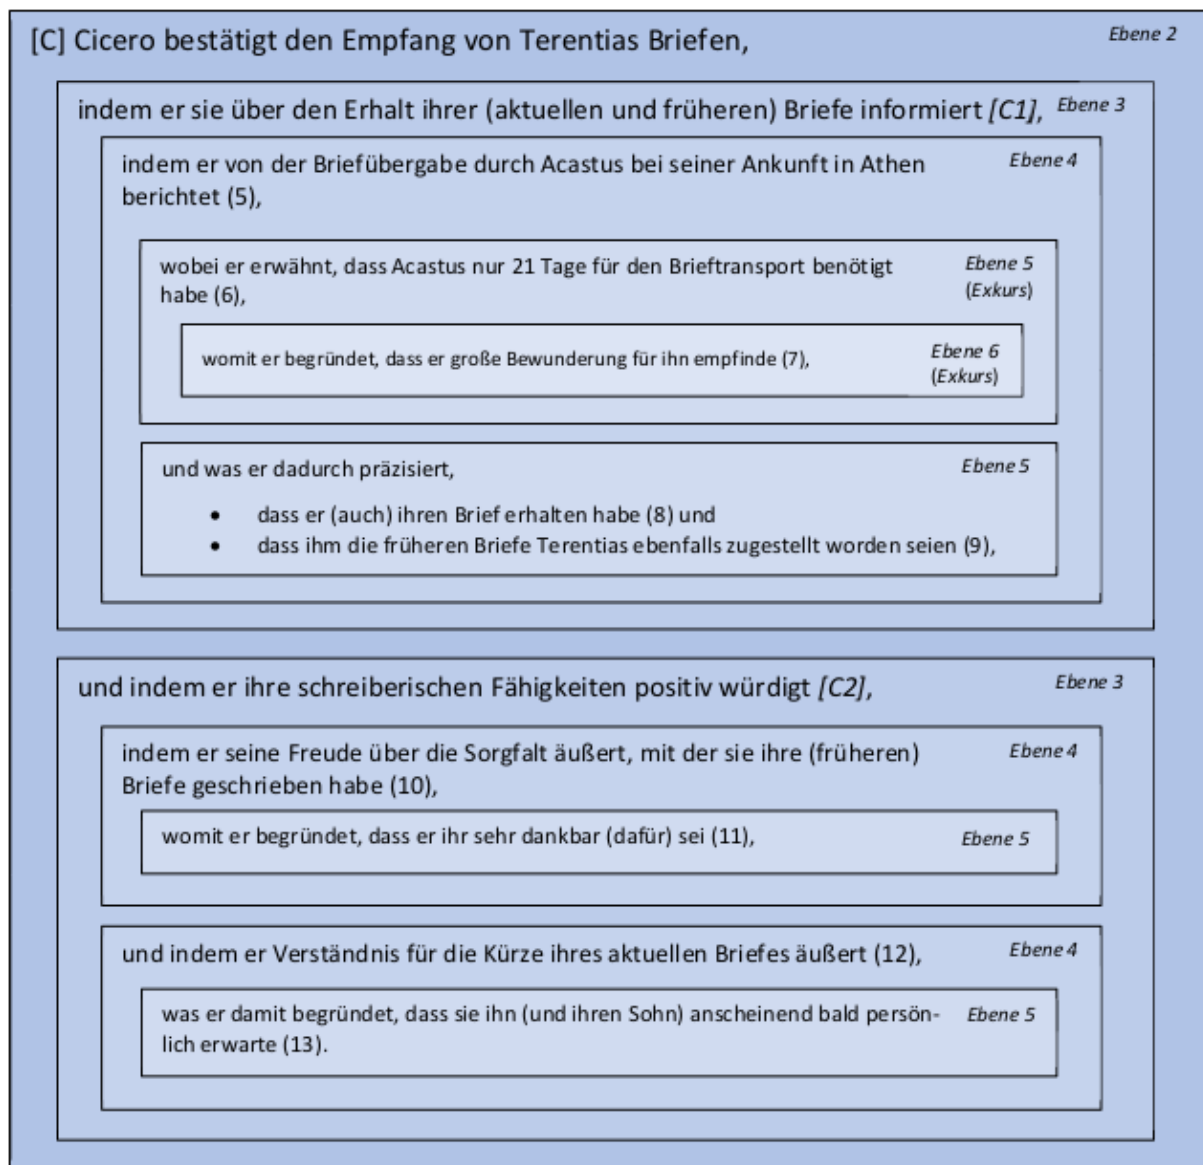 [C] Cicero bestätigt den Empfang von Terentias Briefen, Ebene 2
indem er sie über den Erhalt ihrer (aktuellen und früheren) Briefe informiert [C1], Ebene 3
indem er von der Briefübergabe durch Acastus bei seiner Ankunft in Athen Ebene 4
berichtet (5),
wobei er erwähnt, dass Acastus nur 21 Tage für den Brieftransport benötigt Ebene 5
habe (6), (Exkurs)
womit er begründet, dass er große Bewunderung für ihn empfinde (7), Ebene 6
(Exkurs)
und was er dadurch präzisiert, Ebene 5
• dass er (auch) ihren Brief erhalten habe (8) und
• dass ihm die früheren Briefe Terentias ebenfalls zugestellt worden seien (9),
und indem er ihre schreiberischen Fähigkeiten positiv würdigt [C2], Ebene 3
indem er seine Freude über die Sorgfalt äußert, mit der sie ihre (früheren) Ebene 4
Briefe geschrieben habe (10),
womit er begründet, dass er ihr sehr dankbar (dafür) sei (11), Ebene 5
und indem er Verständnis für die Kürze ihres aktuellen Briefes äußert (12), Ebene 4
was er damit begründet, dass sie ihn (und ihren Sohn) anscheinend bald persön- Ebene 5
lich erwarte (13).